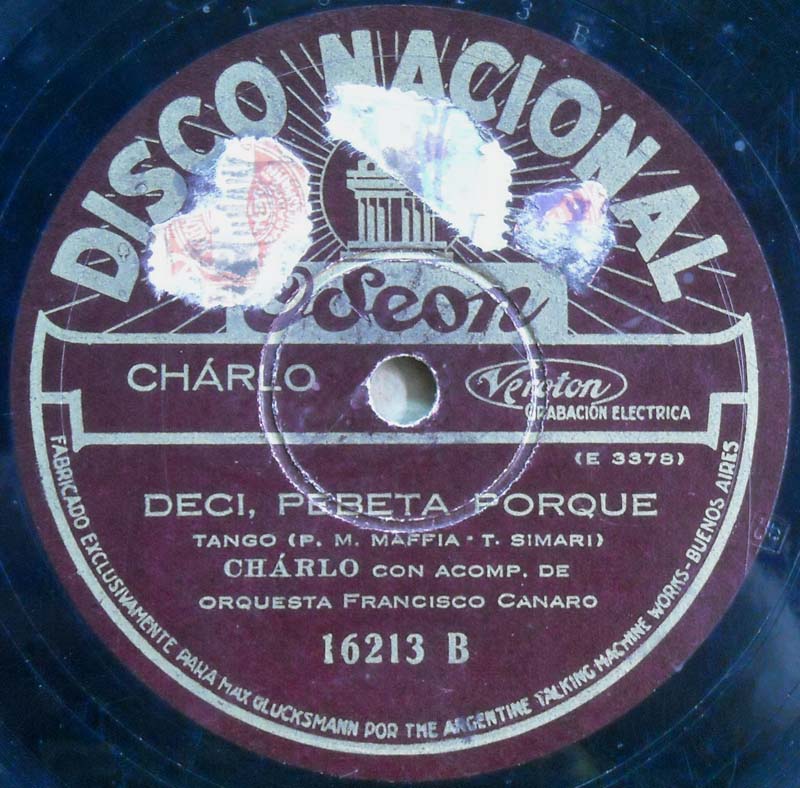 DISCO NACIONAL
Odeon
CHÁRLO
Veroton
GRABACIÓN ELECTRICA
(E 3378)
DECI, PEBETA PORQUE
TANGO (P. M. MAFFIA - T. SIMARI)
CHÁRLO CON ACOMP. DE
ORQUESTA FRANCISCO CANARO
16213 B
FABRICADO EXCLUSIVAMENTE PARA MAX GLUCKSMANN POR THE ARGENTINE TALKING MACHINE WORKS-BUENOS AIRES